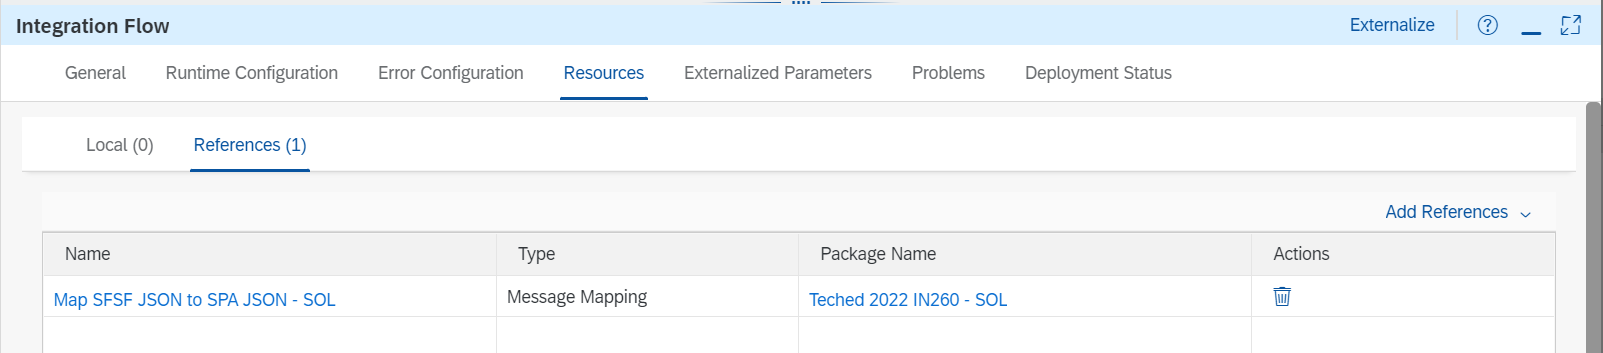 Integration Flow
Externalize
General Runtime Configuration Error Configuration Resources Externalized Parameters Problems Deployment Status
Local (0) References (1)
Add References
Name Type Package Name Actions
Map SFSF JSON to SPA JSON - SOL Message Mapping Teched 2022 IN260 - SOL